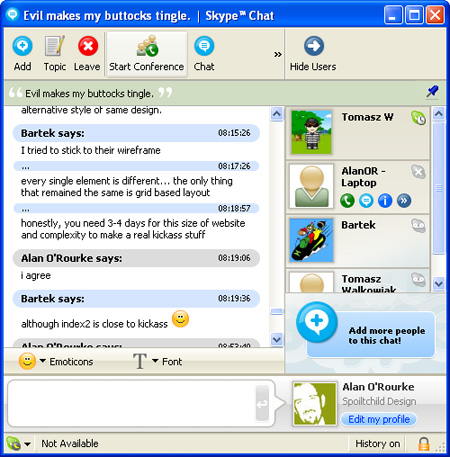 Evil makes my buttocks tingle. | Skype™ Chat
Add
Topic
Leave
Start Conference
Chat
»
Hide Users
Evil makes my buttocks tingle.
alternative style of same design.
Bartek says: 08:15:26
I tried to stick to their wireframe
... 08:17:26
every single element is different... the only thing
that remained the same is grid based layout
... 08:18:57
honestly, you need 3-4 days for this size of website
and complexity to make a real kickass stuff
Alan O'Rourke says: 08:19:06
i agree
Bartek says: 08:19:36
although index2 is close to kickass
Alan O'Rourke says: 08:53:40
Emoticons
Font
Tomasz W
AlanOR -
Laptop
Bartek
Tomasz
Walkowiak
Add more people
to this chat!
Alan O'Rourke
Spoiltchild Design
Edit my profile
Not Available
History on